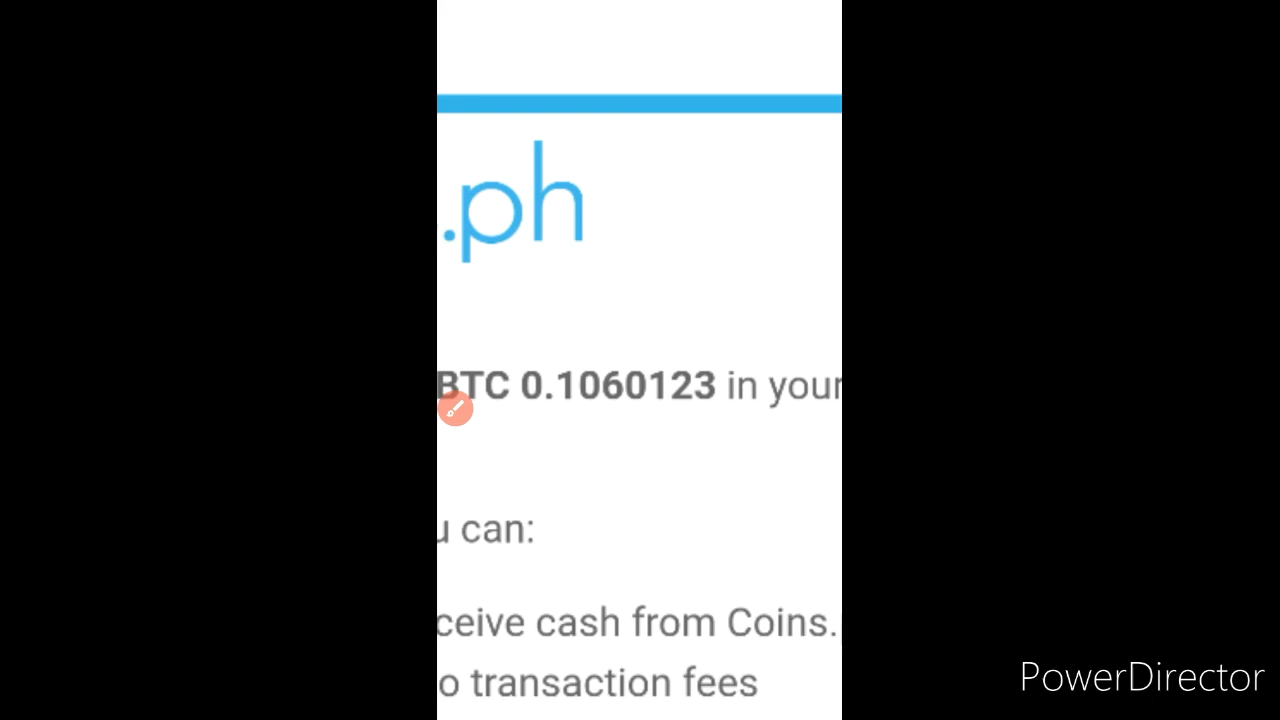 .ph
BTC 0.1060123 in your
u can:
ceive cash from Coins.
o transaction fees
PowerDirector